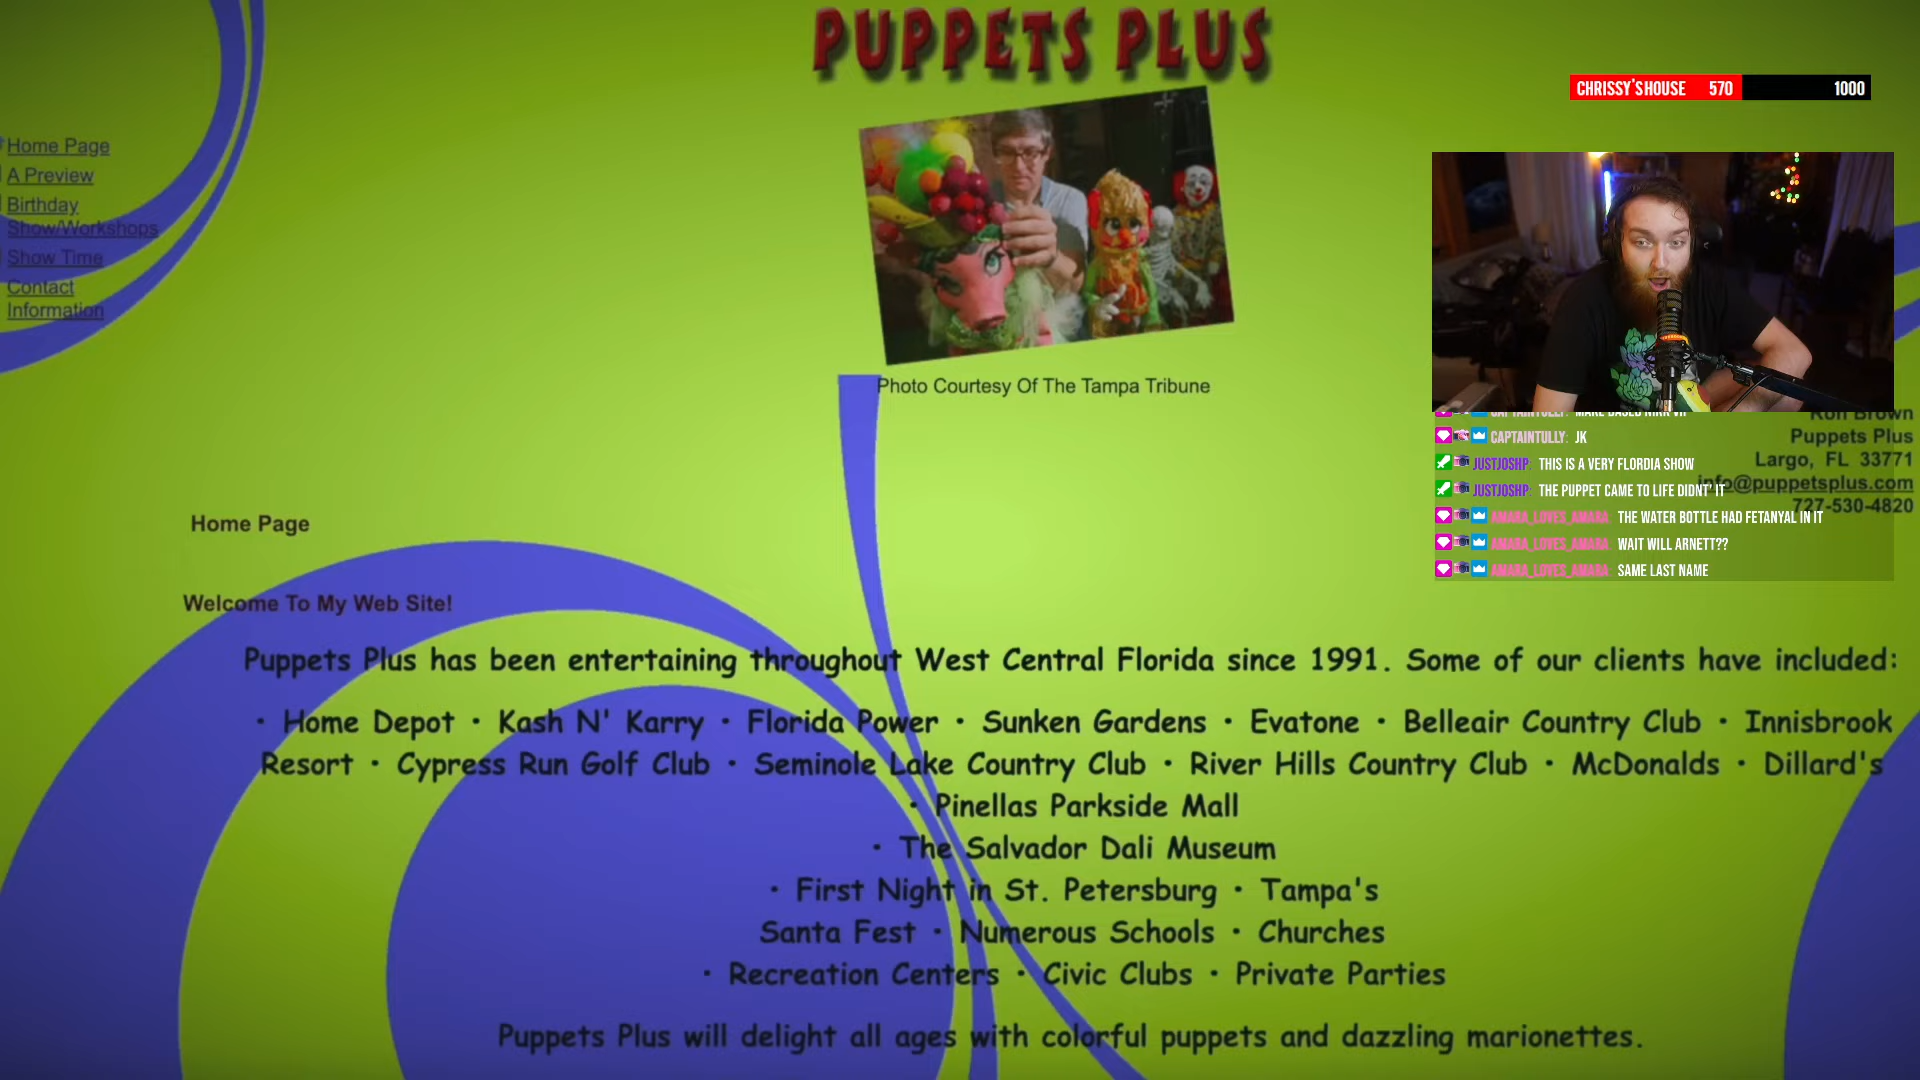 PUPPETS PLUS
CHRISSY'S HOUSE 570 1000
Home Page
A Preview
Birthday
Show/Workshops
Show Time
Contact
Information
Photo Courtesy Of The Tampa Tribune
Ron Brown
Puppets Plus
Largo, FL 33771
info@puppetsplus.com
727-530-4820
CAPTAINTULLY: JK
JUSTJOSHP: THIS IS A VERY FLORDIA SHOW
JUSTJOSHP: THE PUPPET CAME TO LIFE DIDNT' IT
AMARA_LOVES_AMARA: THE WATER BOTTLE HAD FETANYAL IN IT
AMARA_LOVES_AMARA: WAIT WILL ARNETT??
AMARA_LOVES_AMARA: SAME LAST NAME
Home Page
Welcome To My Web Site!
Puppets Plus has been entertaining throughout West Central Florida since 1991. Some of our clients have included:
• Home Depot • Kash N' Karry • Florida Power • Sunken Gardens • Evatone • Belleair Country Club • Innisbrook
Resort • Cypress Run Golf Club • Seminole Lake Country Club • River Hills Country Club • McDonalds • Dillard's
• Pinellas Parkside Mall
• The Salvador Dali Museum
• First Night in St. Petersburg • Tampa's
Santa Fest • Numerous Schools • Churches
• Recreation Centers • Civic Clubs • Private Parties
Puppets Plus will delight all ages with colorful puppets and dazzling marionettes.